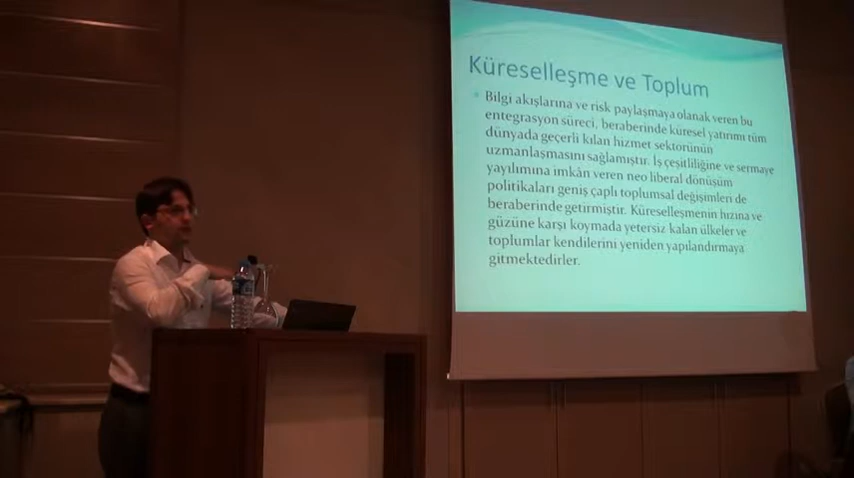 Küreselleşme ve Toplum
Bilgi akışlarına ve risk paylaşmaya olanak veren bu
entegrasyon süreci, beraberinde küresel yatırımı tüm
dünyada geçerli kılan hizmet sektörünün
uzmanlaşmasını sağlamıştır. İş çeşitliliğine ve sermaye
yayılımına imkân veren neo liberal dönüşüm
politikaları geniş çaplı toplumsal değişimleri de
beraberinde getirmiştir. Küreselleşmenin hızına ve
güzüne karşı koymada yetersiz kalan ülkeler ve
toplumlar kendilerini yeniden yapılandırmaya
gitmektedirler.